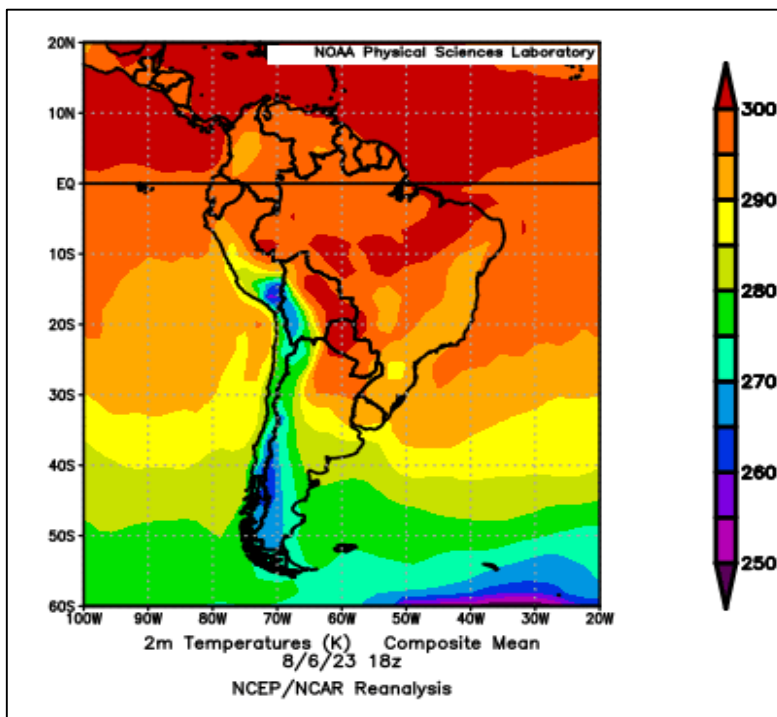 NOAA Physical Sciences Laboratory
20N
10N
EQ
10S
20S
30S
40S
50S
60S
100W 90W 80W 70W 60W 50W 40W 30W 20W
300
290
280
270
260
250
2m Temperatures (K) Composite Mean
8/6/23 18z
NCEP/NCAR Reanalysis